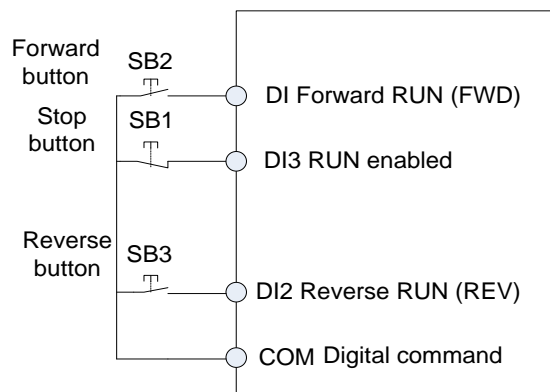 Forward
button
SB2
DI Forward RUN (FWD)
Stop
button
SB1
DI3 RUN enabled
Reverse
button
SB3
DI2 Reverse RUN (REV)
COM Digital command